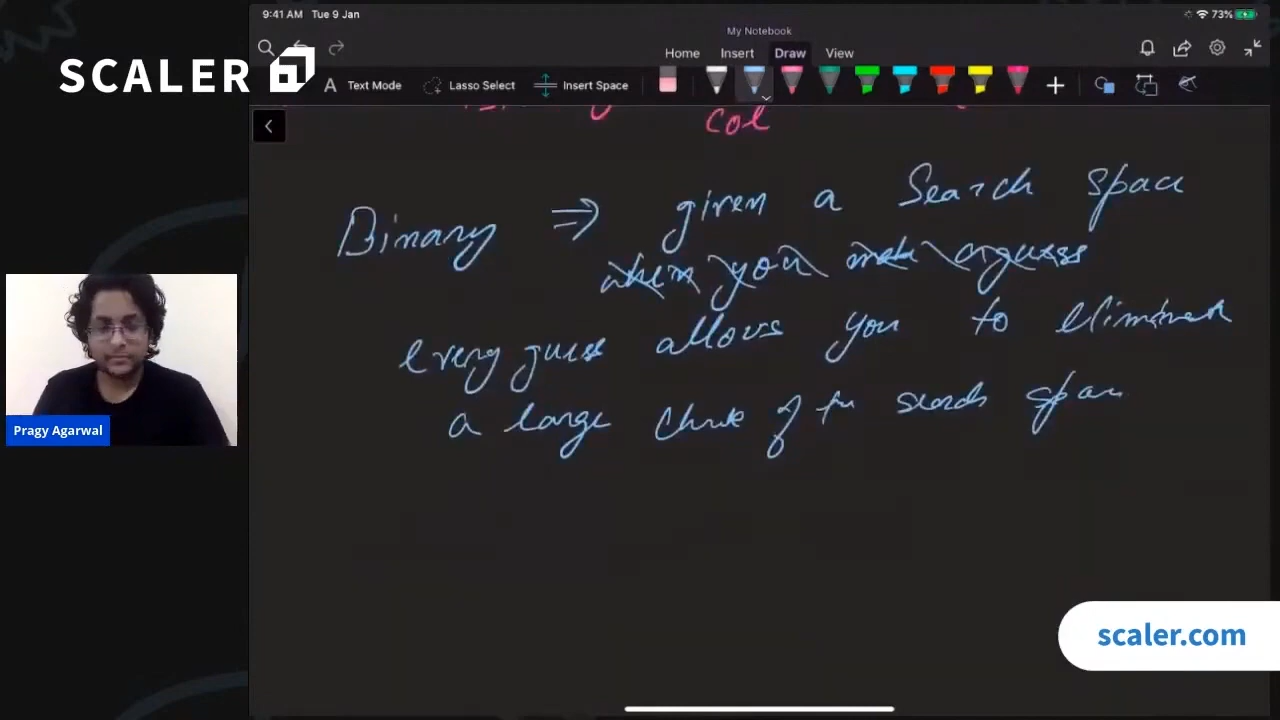 9:41 AM Tue 9 Jan
73%
My Notebook
Home Insert Draw View
SCALER
Text Mode Lasso Select Insert Space
col
Binary ⇒ given a Search space
when you make a guess
every guess allows you to eliminate
a large chunk of the search space
Pragy Agarwal
scaler.com